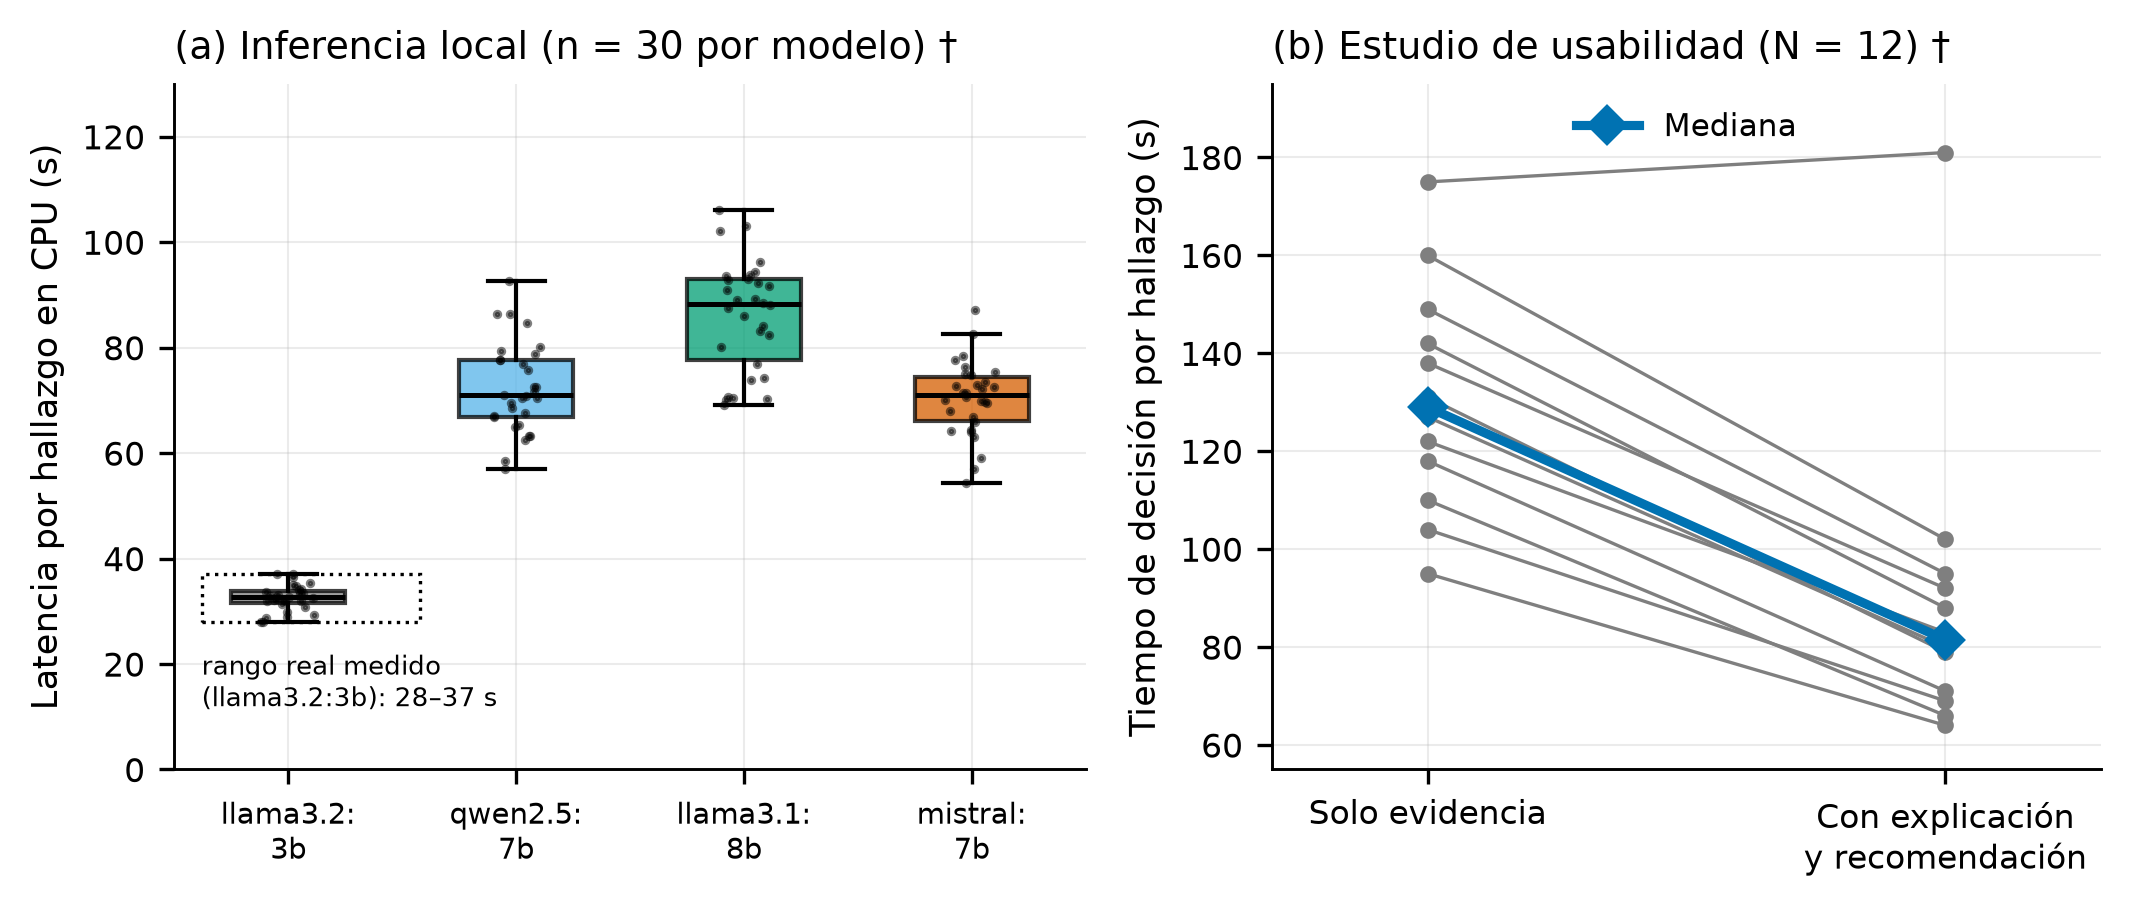 (a) Inferencia local (n = 30 por modelo) †
Latencia por hallazgo en CPU (s)
120
100
80
60
40
20
0
rango real medido
(llama3.2:3b): 28–37 s
llama3.2:
3b
qwen2.5:
7b
llama3.1:
8b
mistral:
7b
(b) Estudio de usabilidad (N = 12) †
Tiempo de decisión por hallazgo (s)
Mediana
180
160
140
120
100
80
60
Solo evidencia
Con explicación
y recomendación